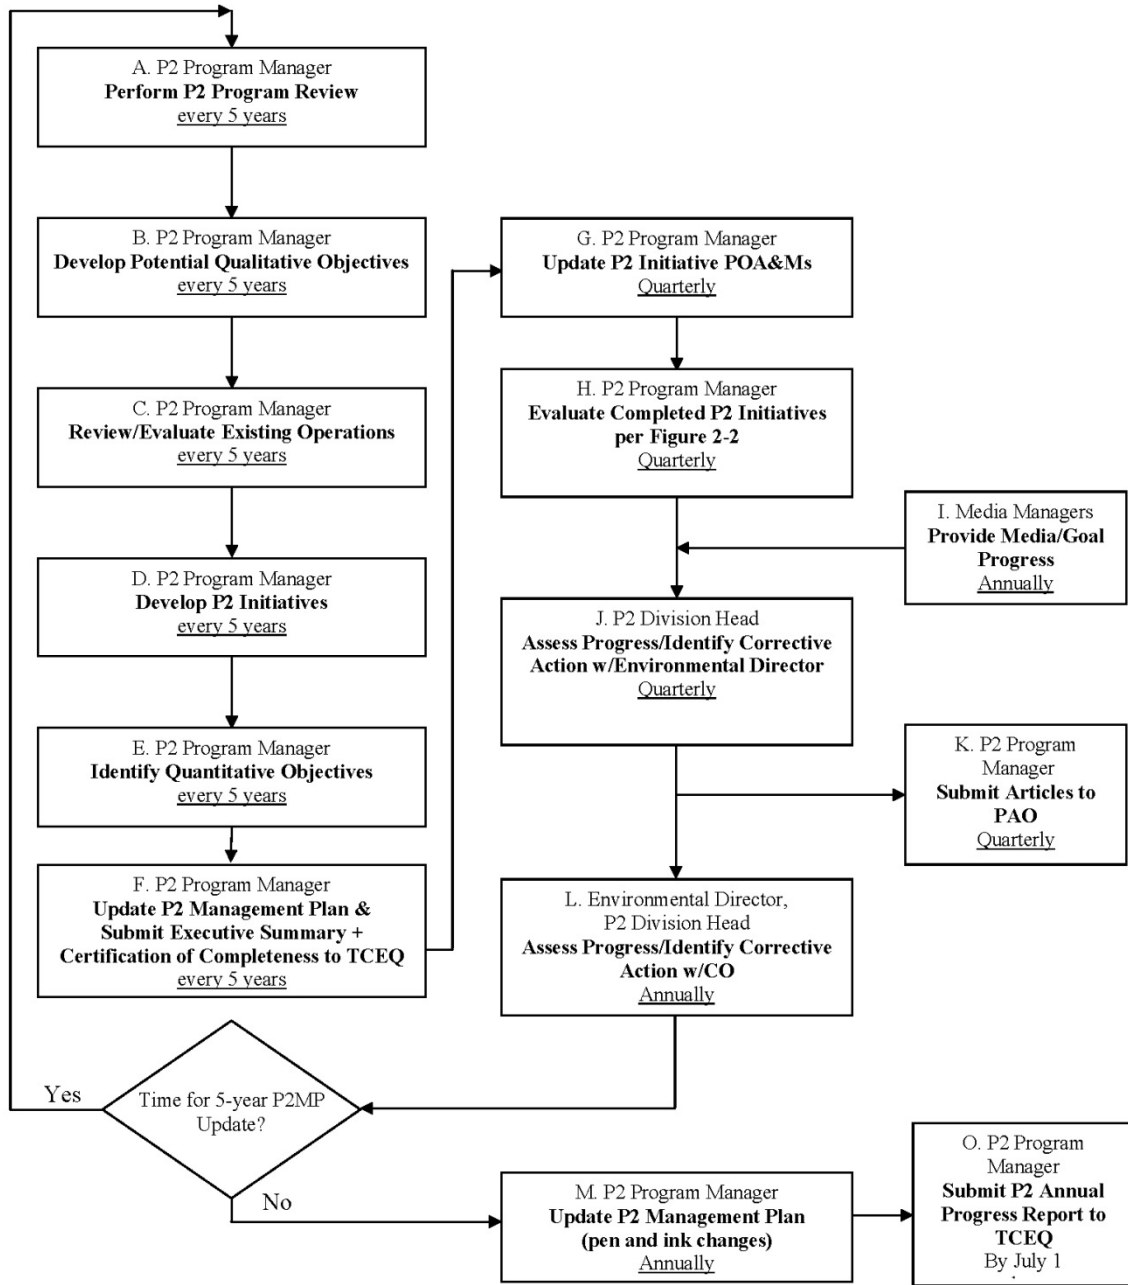 A. P2 Program Manager
Perform P2 Program Review
every 5 years
B. P2 Program Manager
Develop Potential Qualitative Objectives
every 5 years
C. P2 Program Manager
Review/Evaluate Existing Operations
every 5 years
D. P2 Program Manager
Develop P2 Initiatives
every 5 years
E. P2 Program Manager
Identify Quantitative Objectives
every 5 years
F. P2 Program Manager
Update P2 Management Plan &
Submit Executive Summary +
Certification of Completeness to TCEQ
every 5 years
G. P2 Program Manager
Update P2 Initiative POA&Ms
Quarterly
H. P2 Program Manager
Evaluate Completed P2 Initiatives
per Figure 2-2
Quarterly
I. Media Managers
Provide Media/Goal
Progress
Annually
J. P2 Division Head
Assess Progress/Identify Corrective
Action w/Environmental Director
Quarterly
K. P2 Program
Manager
Submit Articles to
PAO
Quarterly
L. Environmental Director,
P2 Division Head
Assess Progress/Identify Corrective
Action w/CO
Annually
Yes
Time for 5-year P2MP
Update?
No
M. P2 Program Manager
Update P2 Management Plan
(pen and ink changes)
Annually
O. P2 Program
Manager
Submit P2 Annual
Progress Report to
TCEQ
By July 1